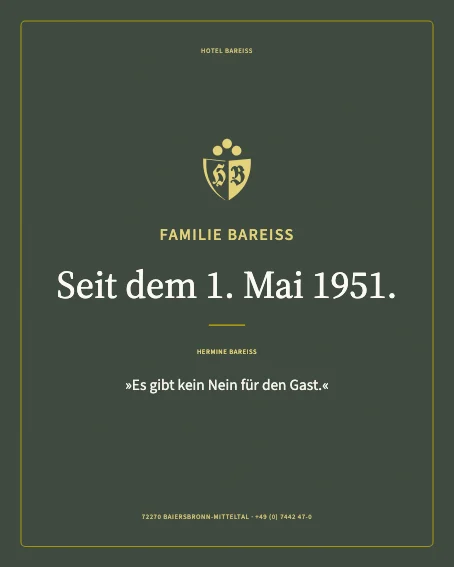 HOTEL BAREISS
H B
FAMILIE BAREISS
Seit dem 1. Mai 1951.
HERMINE BAREISS
»Es gibt kein Nein für den Gast.«
72270 BAIERSBRONN-MITTELTAL · +49 (0) 7442 47-0